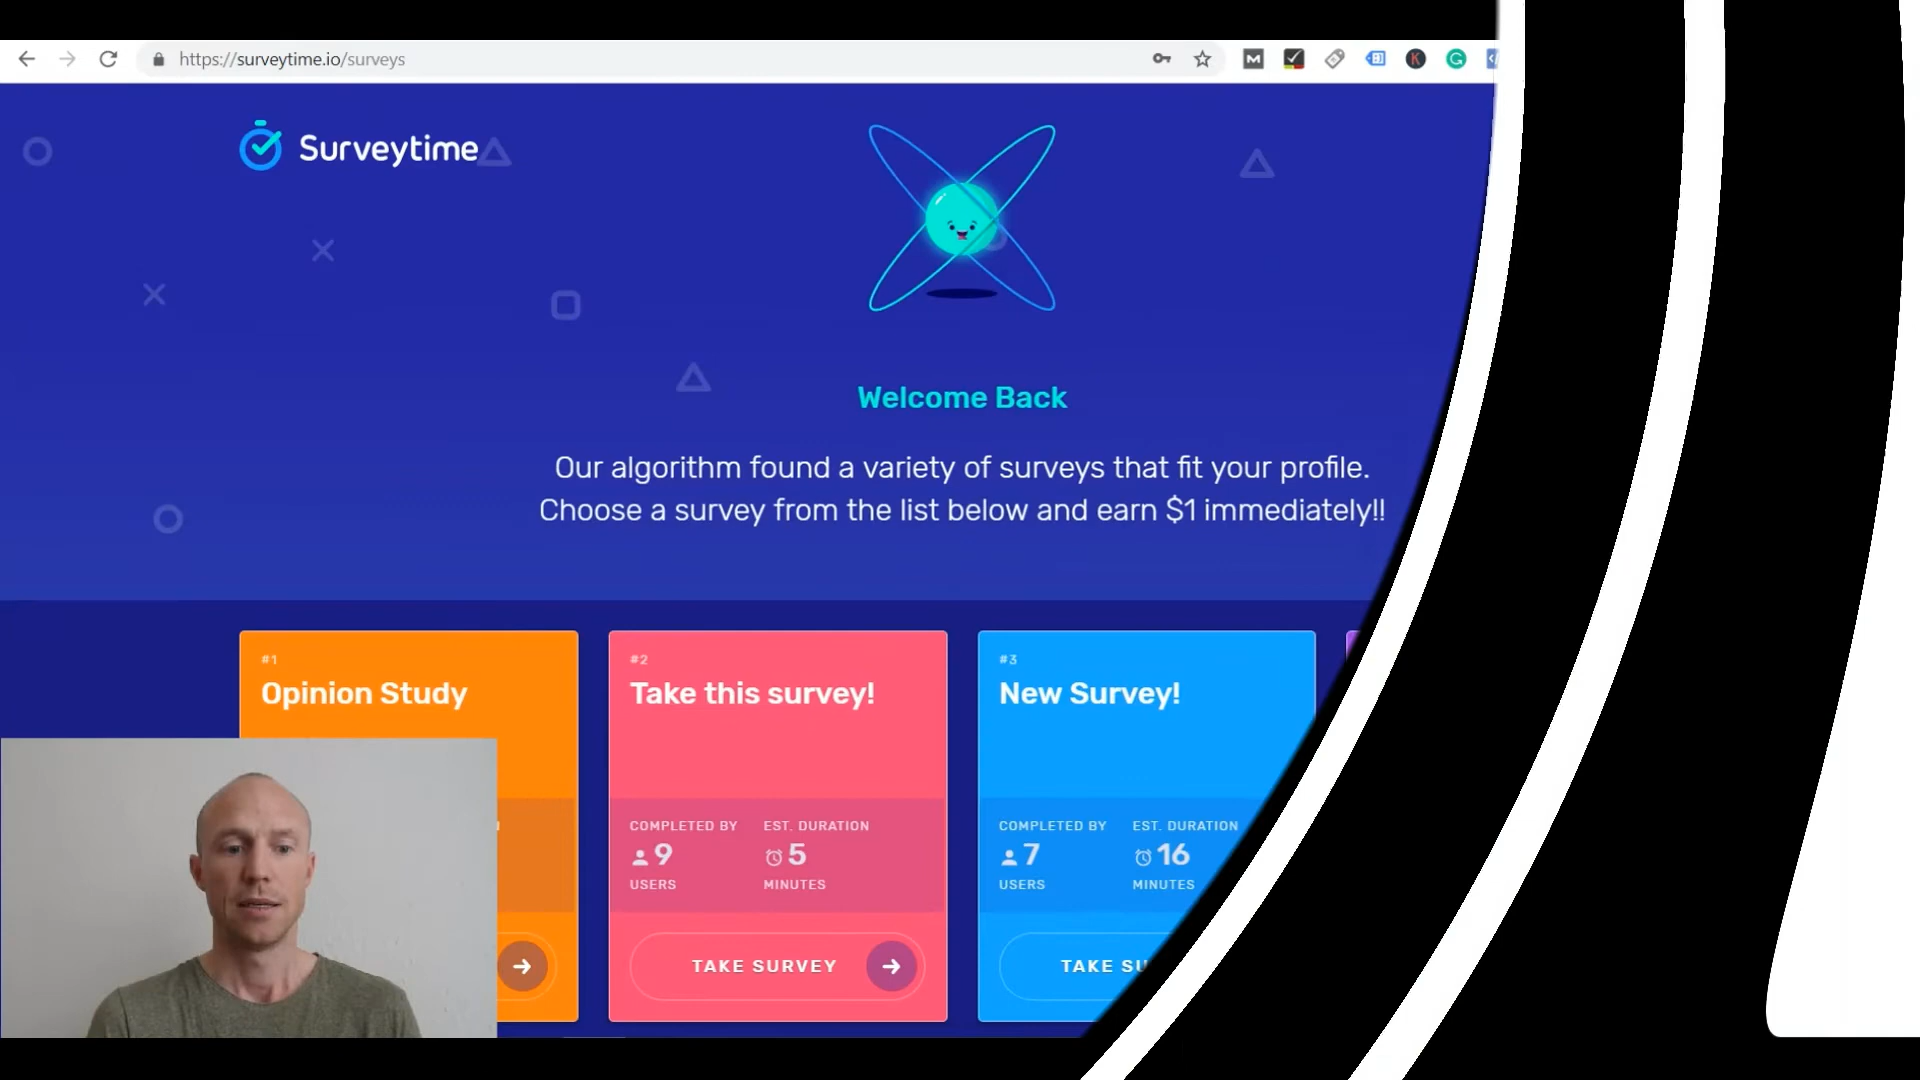 https://surveytime.io/surveys
Surveytime
Welcome Back
Our algorithm found a variety of surveys that fit your profile.
Choose a survey from the list below and earn $1 immediately!!
#1
Opinion Study
#2
Take this survey!
COMPLETED BY
EST. DURATION
9
5
USERS
MINUTES
TAKE SURVEY
#3
New Survey!
COMPLETED BY
EST. DURATION
7
16
USERS
MINUTES
TAKE